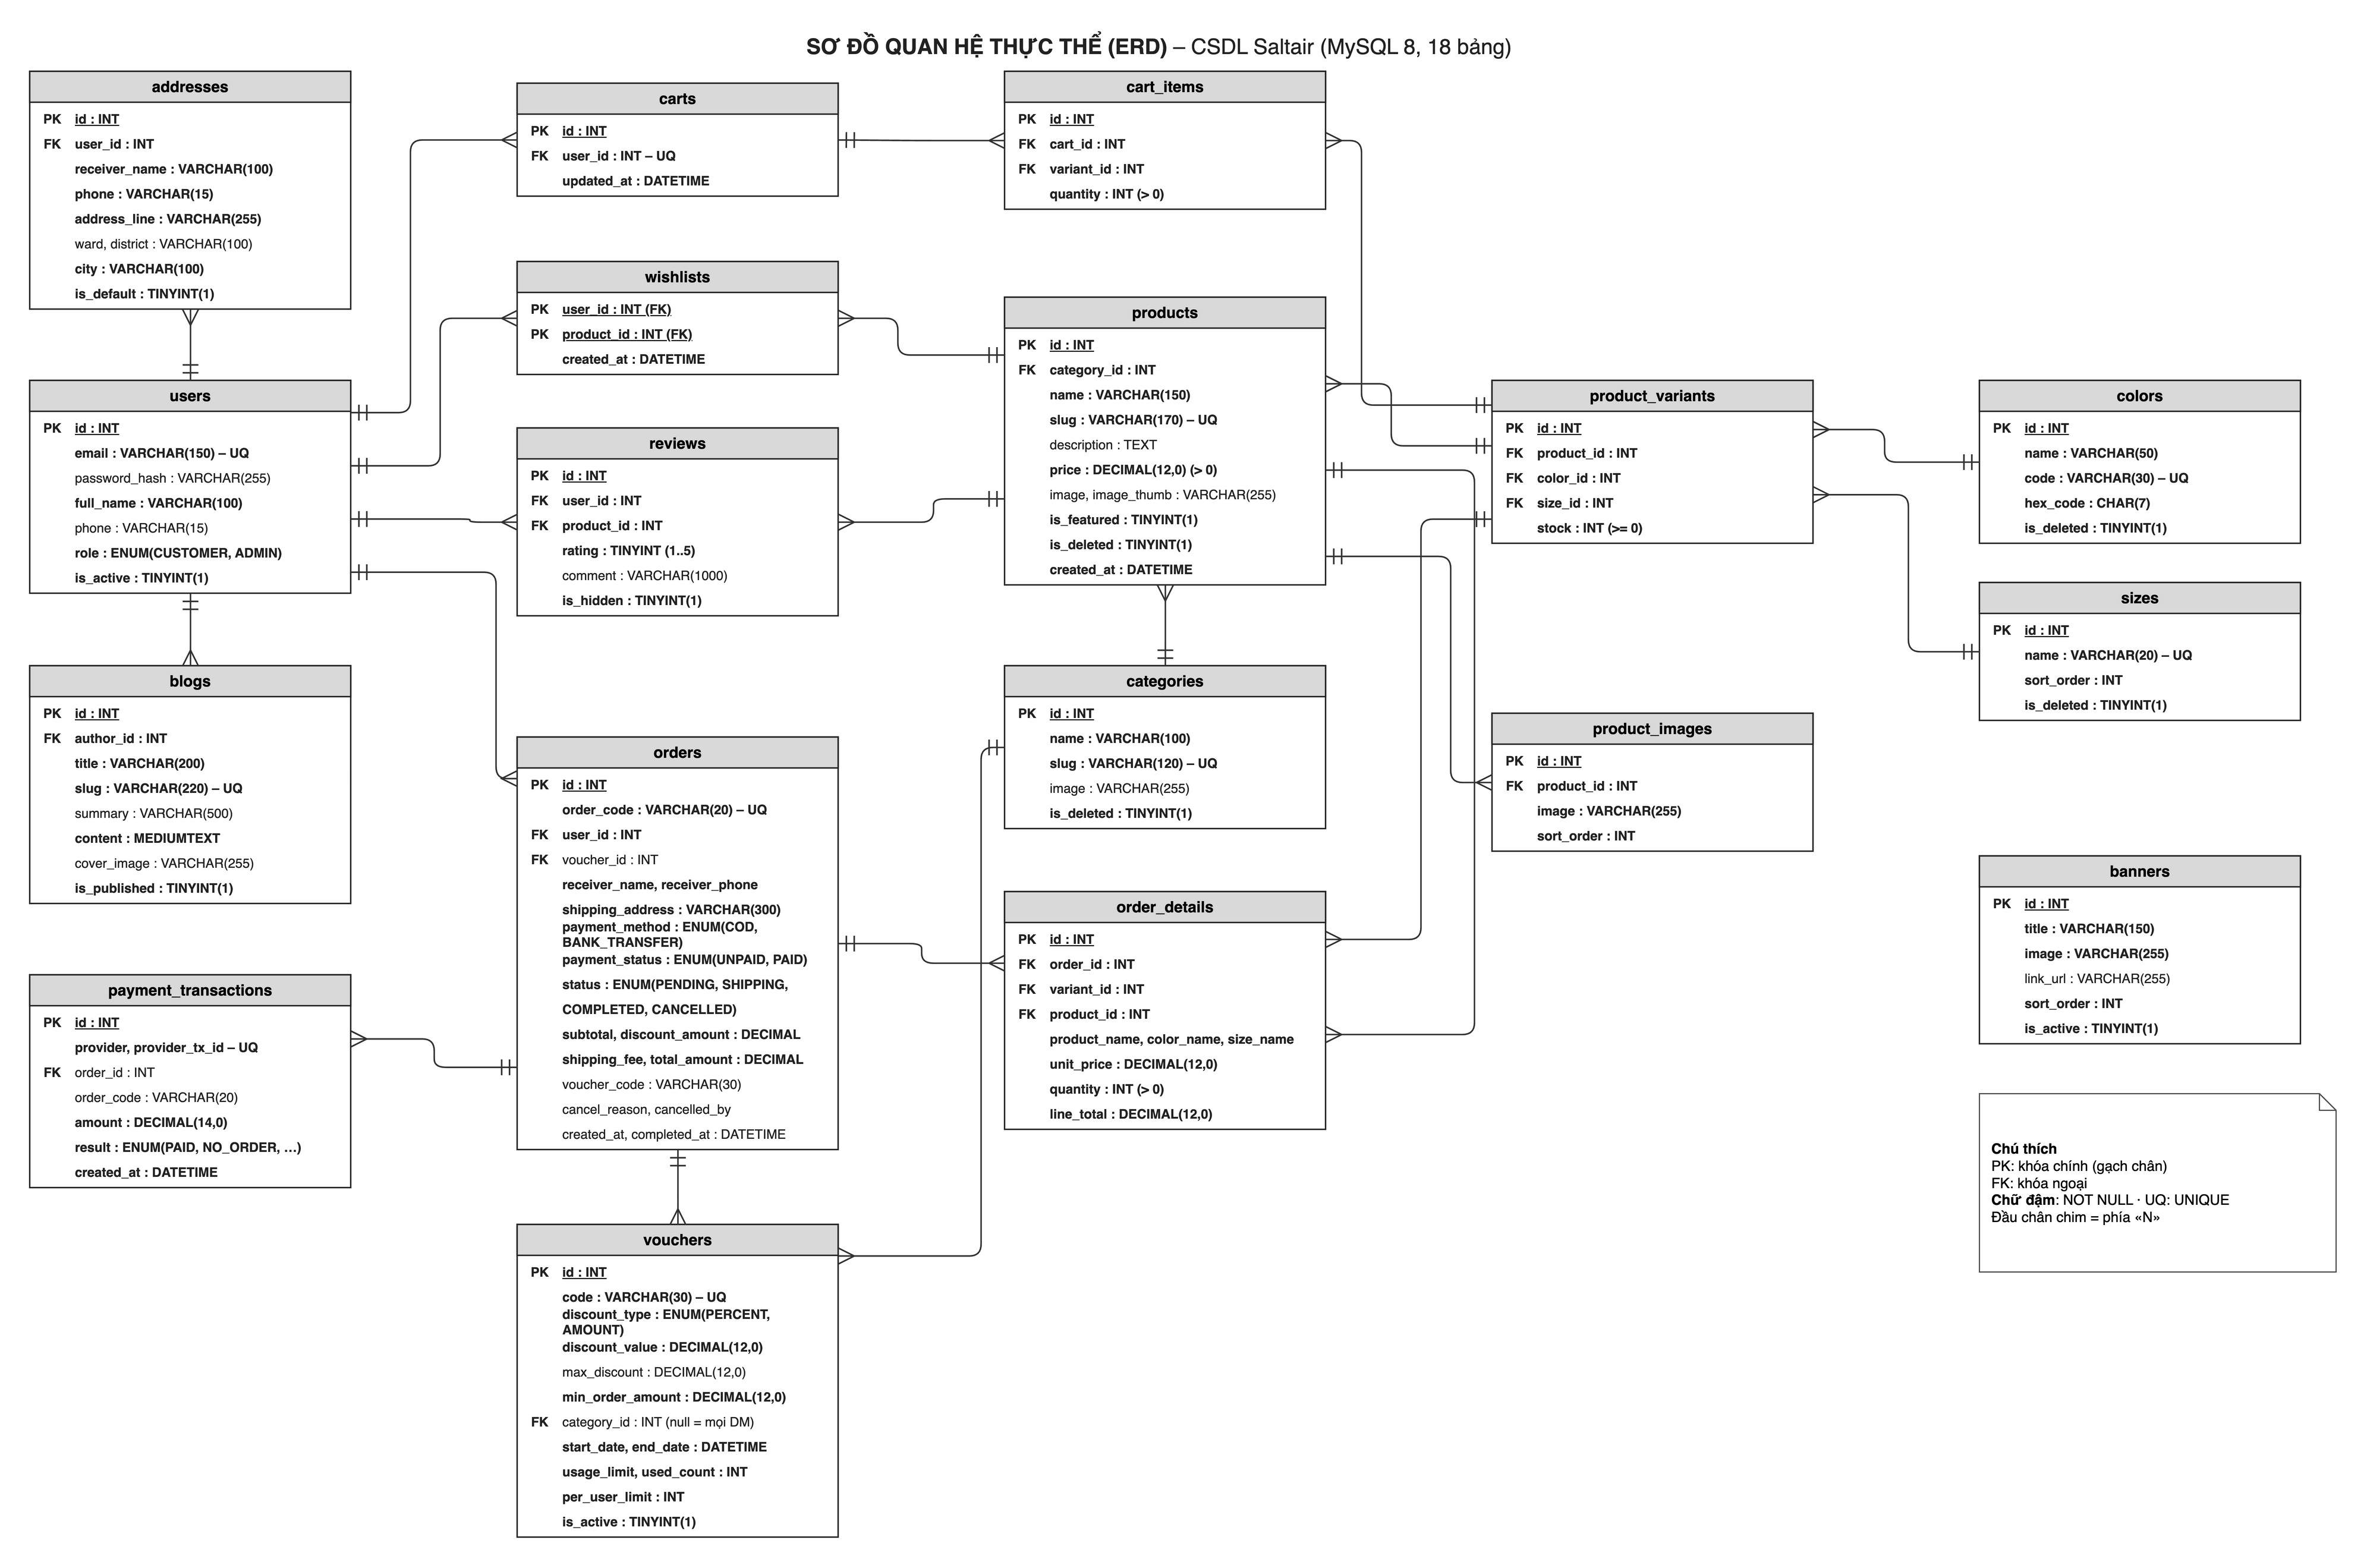 SƠ ĐỒ QUAN HỆ THỰC THỂ (ERD) – CSDL Saltair (MySQL 8, 18 bảng)
addresses
PK id : INT
FK user_id : INT
receiver_name : VARCHAR(100)
phone : VARCHAR(15)
address_line : VARCHAR(255)
ward, district : VARCHAR(100)
city : VARCHAR(100)
is_default : TINYINT(1)
users
PK id : INT
email : VARCHAR(150) – UQ
password_hash : VARCHAR(255)
full_name : VARCHAR(100)
phone : VARCHAR(15)
role : ENUM(CUSTOMER, ADMIN)
is_active : TINYINT(1)
blogs
PK id : INT
FK author_id : INT
title : VARCHAR(200)
slug : VARCHAR(220) – UQ
summary : VARCHAR(500)
content : MEDIUMTEXT
cover_image : VARCHAR(255)
is_published : TINYINT(1)
payment_transactions
PK id : INT
provider, provider_tx_id – UQ
FK order_id : INT
order_code : VARCHAR(20)
amount : DECIMAL(14,0)
result : ENUM(PAID, NO_ORDER, …)
created_at : DATETIME
carts
PK id : INT
FK user_id : INT – UQ
updated_at : DATETIME
wishlists
PK user_id : INT (FK)
PK product_id : INT (FK)
created_at : DATETIME
reviews
PK id : INT
FK user_id : INT
FK product_id : INT
rating : TINYINT (1..5)
comment : VARCHAR(1000)
is_hidden : TINYINT(1)
orders
PK id : INT
order_code : VARCHAR(20) – UQ
FK user_id : INT
FK voucher_id : INT
receiver_name, receiver_phone
shipping_address : VARCHAR(300)
payment_method : ENUM(COD,
BANK_TRANSFER)
payment_status : ENUM(UNPAID, PAID)
status : ENUM(PENDING, SHIPPING,
COMPLETED, CANCELLED)
subtotal, discount_amount : DECIMAL
shipping_fee, total_amount : DECIMAL
voucher_code : VARCHAR(30)
cancel_reason, cancelled_by
created_at, completed_at : DATETIME
vouchers
PK id : INT
code : VARCHAR(30) – UQ
discount_type : ENUM(PERCENT,
AMOUNT)
discount_value : DECIMAL(12,0)
max_discount : DECIMAL(12,0)
min_order_amount : DECIMAL(12,0)
FK category_id : INT (null = mọi DM)
start_date, end_date : DATETIME
usage_limit, used_count : INT
per_user_limit : INT
is_active : TINYINT(1)
cart_items
PK id : INT
FK cart_id : INT
FK variant_id : INT
quantity : INT (> 0)
products
PK id : INT
FK category_id : INT
name : VARCHAR(150)
slug : VARCHAR(170) – UQ
description : TEXT
price : DECIMAL(12,0) (> 0)
image, image_thumb : VARCHAR(255)
is_featured : TINYINT(1)
is_deleted : TINYINT(1)
created_at : DATETIME
categories
PK id : INT
name : VARCHAR(100)
slug : VARCHAR(120) – UQ
image : VARCHAR(255)
is_deleted : TINYINT(1)
order_details
PK id : INT
FK order_id : INT
FK variant_id : INT
FK product_id : INT
product_name, color_name, size_name
unit_price : DECIMAL(12,0)
quantity : INT (> 0)
line_total : DECIMAL(12,0)
product_variants
PK id : INT
FK product_id : INT
FK color_id : INT
FK size_id : INT
stock : INT (>= 0)
product_images
PK id : INT
FK product_id : INT
image : VARCHAR(255)
sort_order : INT
colors
PK id : INT
name : VARCHAR(50)
code : VARCHAR(30) – UQ
hex_code : CHAR(7)
is_deleted : TINYINT(1)
sizes
PK id : INT
name : VARCHAR(20) – UQ
sort_order : INT
is_deleted : TINYINT(1)
banners
PK id : INT
title : VARCHAR(150)
image : VARCHAR(255)
link_url : VARCHAR(255)
sort_order : INT
is_active : TINYINT(1)
Chú thích
PK: khóa chính (gạch chân)
FK: khóa ngoại
Chữ đậm: NOT NULL · UQ: UNIQUE
Đầu chân chim = phía «N»